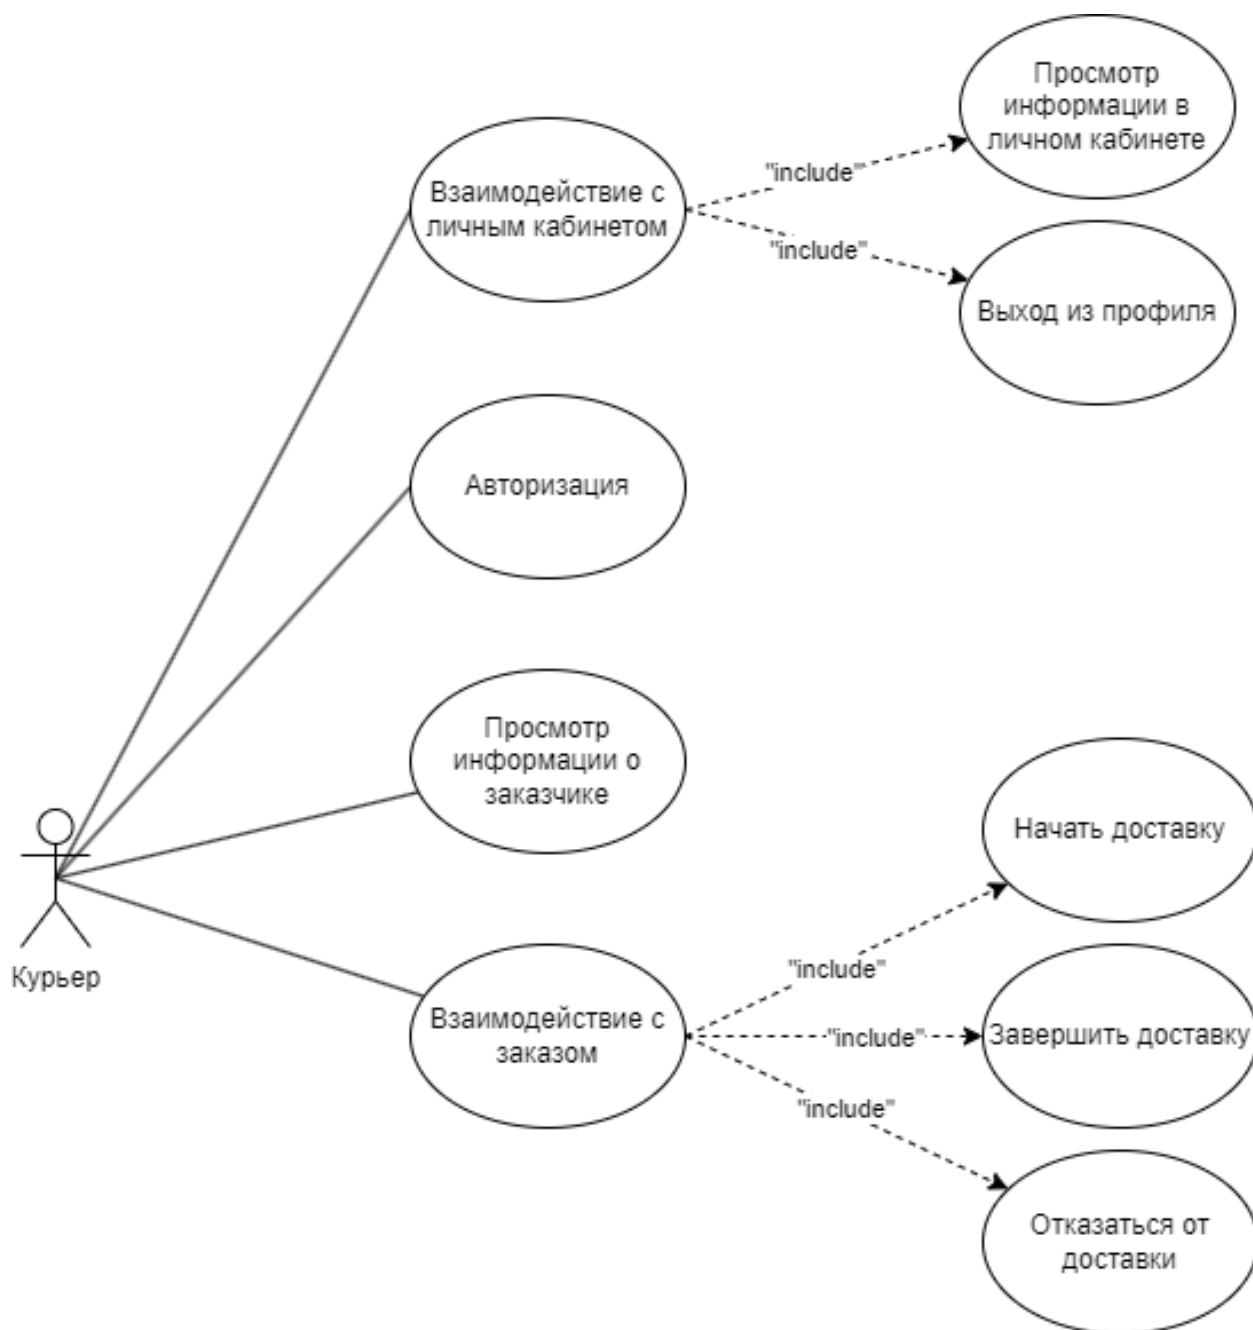 Просмотр
информации в
личном кабинете
"include"
Взаимодействие с
личным кабинетом
"include"
Выход из профиля
Авторизация
Просмотр
информации о
заказчике
Начать доставку
"include"
Курьер
Взаимодействие с
заказом
"include"
Завершить доставку
"include"
Отказаться от
доставки